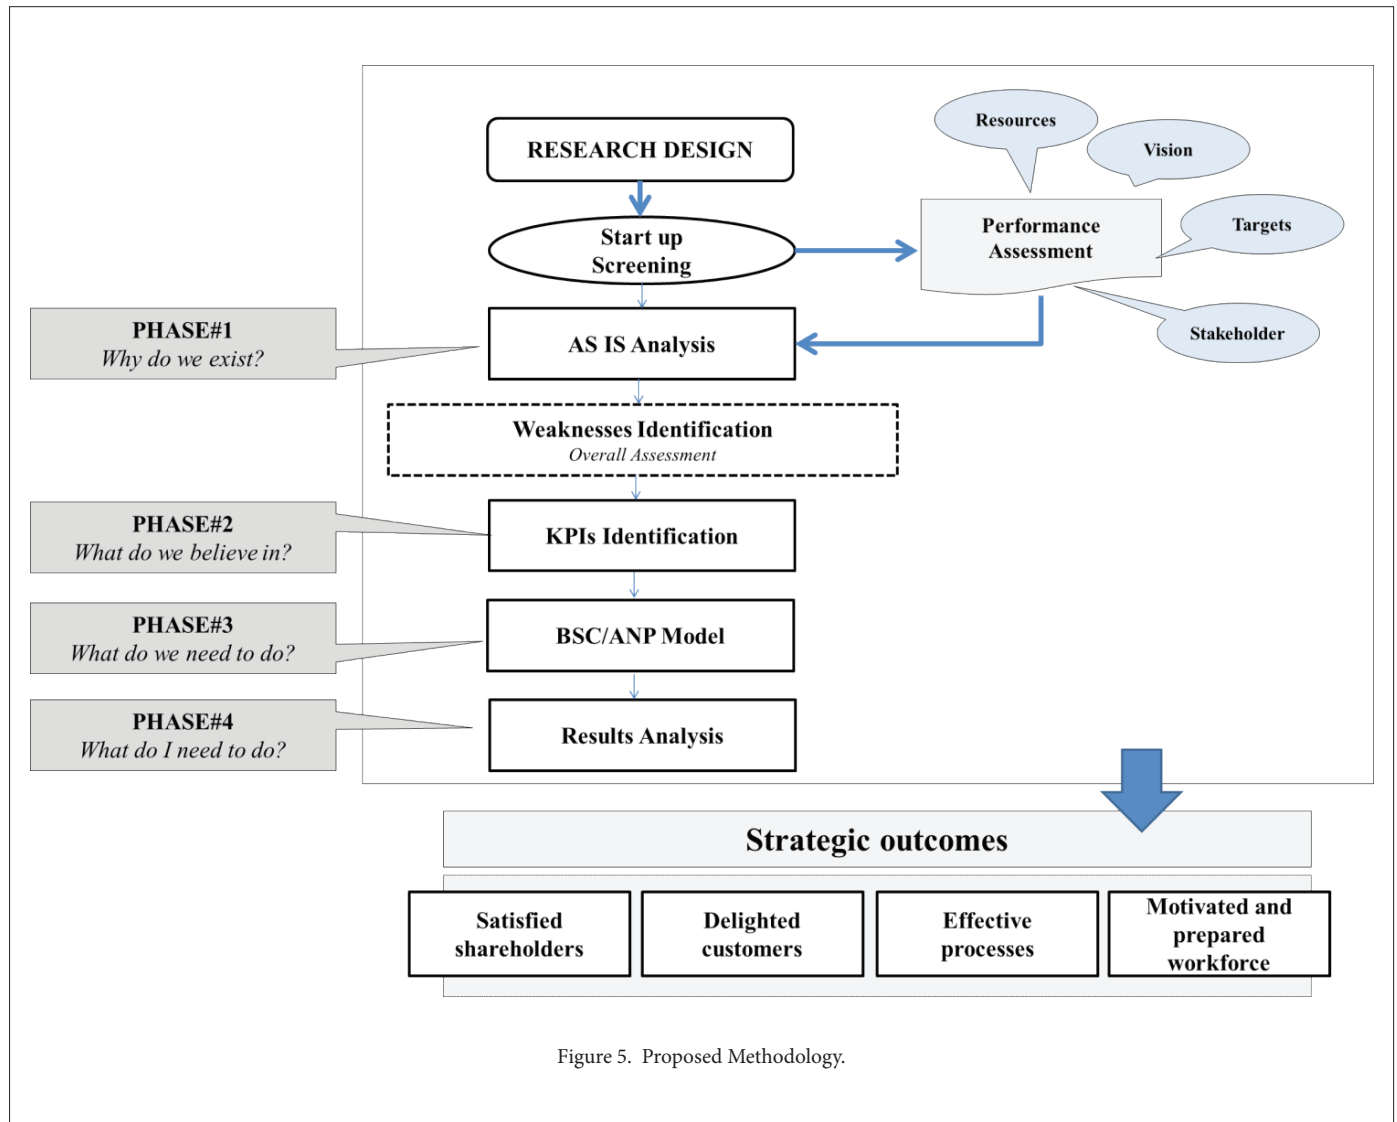 RESEARCH DESIGN
Start up
Screening
Resources
Vision
Performance
Assessment
Targets
Stakeholder
PHASE#1
Why do we exist?
AS IS Analysis
Weaknesses Identification
Overall Assessment
PHASE#2
What do we believe in?
KPIs Identification
PHASE#3
What do we need to do?
BSC/ANP Model
PHASE#4
What do I need to do?
Results Analysis
Strategic outcomes
Satisfied
shareholders
Delighted
customers
Effective
processes
Motivated and
prepared
workforce
Figure 5. Proposed Methodology.